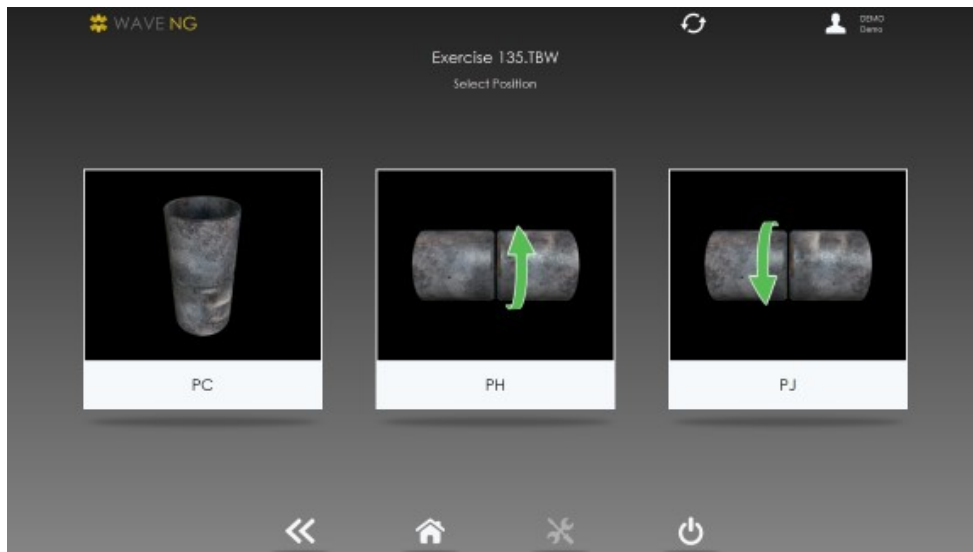 WAVE NG
DEMO
Demo
Exercise 135.TBW
Select Position
PC
PH
PJ